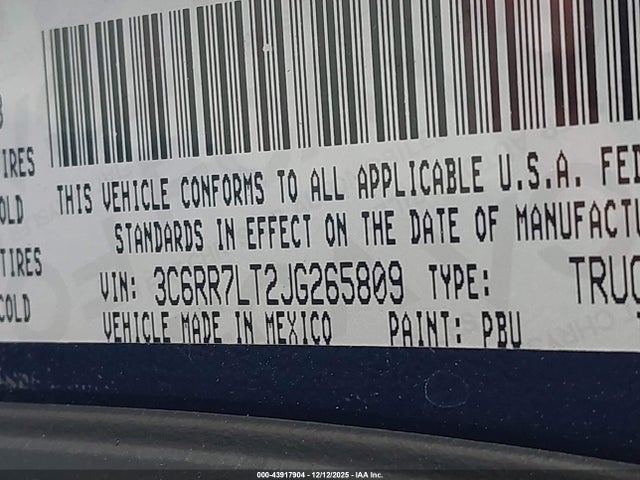 IRES
OLD
TIRES
COLD
THIS VEHICLE CONFORMS TO ALL APPLICABLE U.S.A. FED
STANDARDS IN EFFECT ON THE DATE OF MANUFACTU
VIN: 3C6RR7LT2JG265809 TYPE: TRUC
VEHICLE MADE IN MEXICO PAINT: PBU
000-43917904 - 12/12/2025 - IAA Inc.